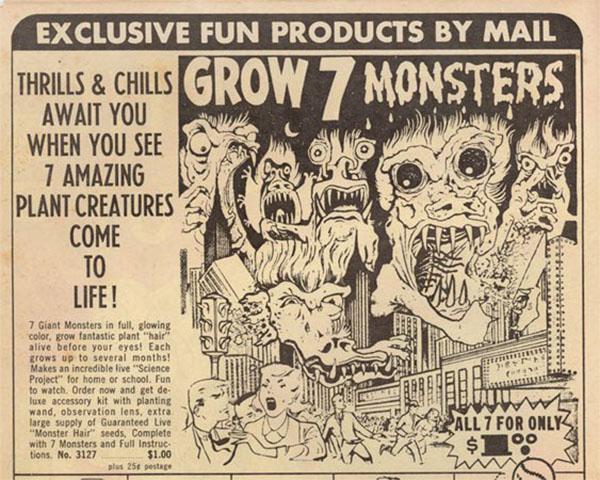 EXCLUSIVE FUN PRODUCTS BY MAIL
THRILLS & CHILLS
AWAIT YOU
WHEN YOU SEE
7 AMAZING
PLANT CREATURES
COME
TO
LIFE!
7 Giant Monsters in full, glowing
color, grow fantastic plant "hair"
alive before your eyes! Each
grows up to several months!
Makes an incredible live "Science
Project" for home or school. Fun
to watch. Order now and get de-
luxe accessory kit with planting
wand, observation lens, extra
large supply of Guaranteed Live
"Monster Hair" seeds, Complete
with 7 Monsters and Full Instruc-
tions. No. 3127 ........... $1.00
plus 25¢ postage
GROW 7 MONSTERS
ALL 7 FOR ONLY
$1.00